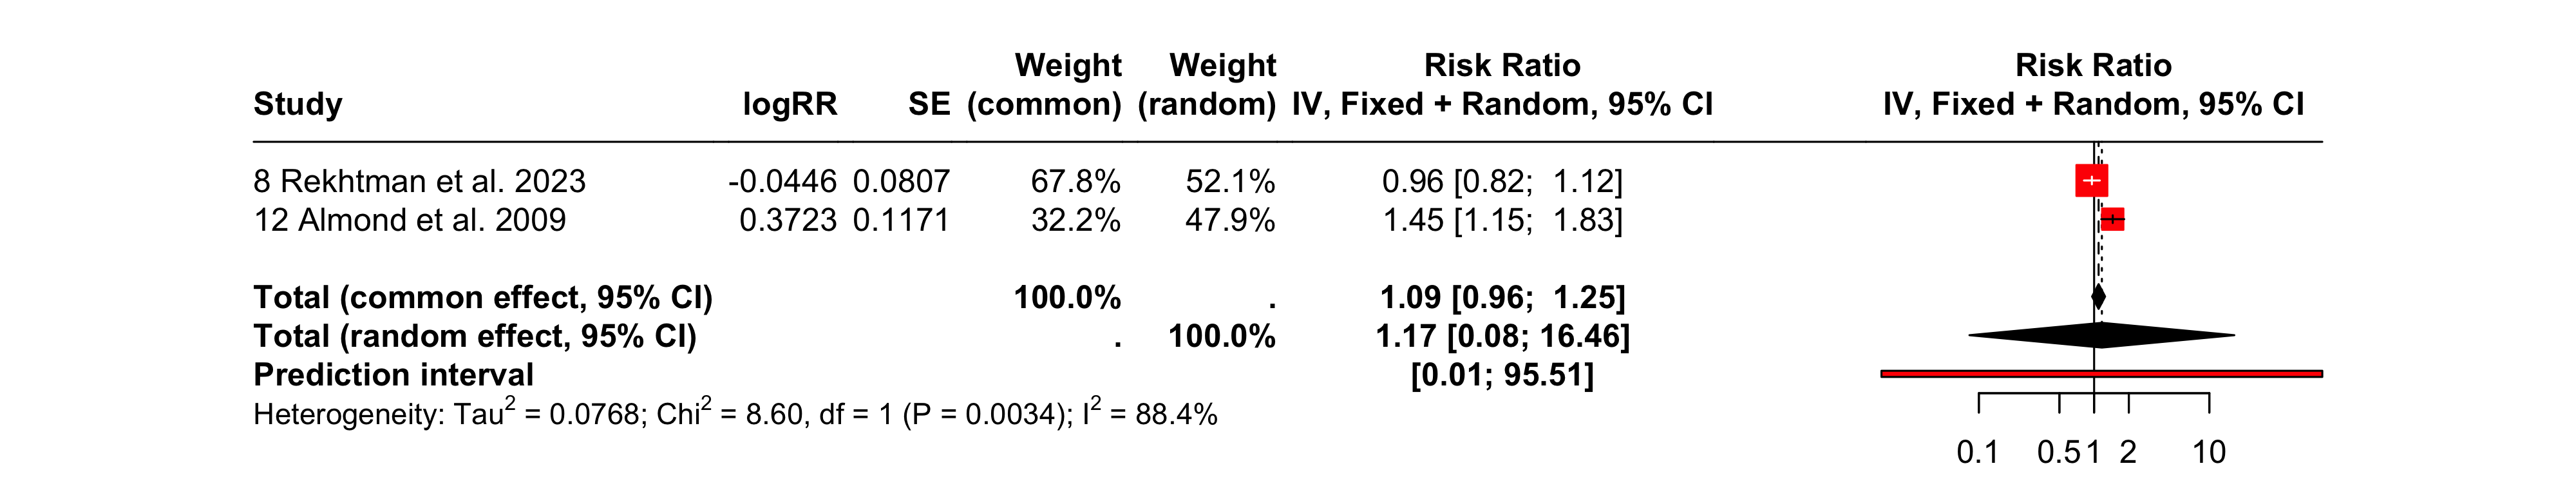 Weight Weight Risk Ratio Risk Ratio
Study logRR SE (common) (random) IV, Fixed + Random, 95% CI IV, Fixed + Random, 95% CI
8 Rekhtman et al. 2023 -0.0446 0.0807 67.8% 52.1% 0.96 [0.82; 1.12]
12 Almond et al. 2009 0.3723 0.1171 32.2% 47.9% 1.45 [1.15; 1.83]
Total (common effect, 95% CI) 100.0% . 1.09 [0.96; 1.25]
Total (random effect, 95% CI) . 100.0% 1.17 [0.08; 16.46]
Prediction interval [0.01; 95.51]
Heterogeneity: Tau² = 0.0768; Chi² = 8.60, df = 1 (P = 0.0034); I² = 88.4%
0.1 0.5 1 2 10